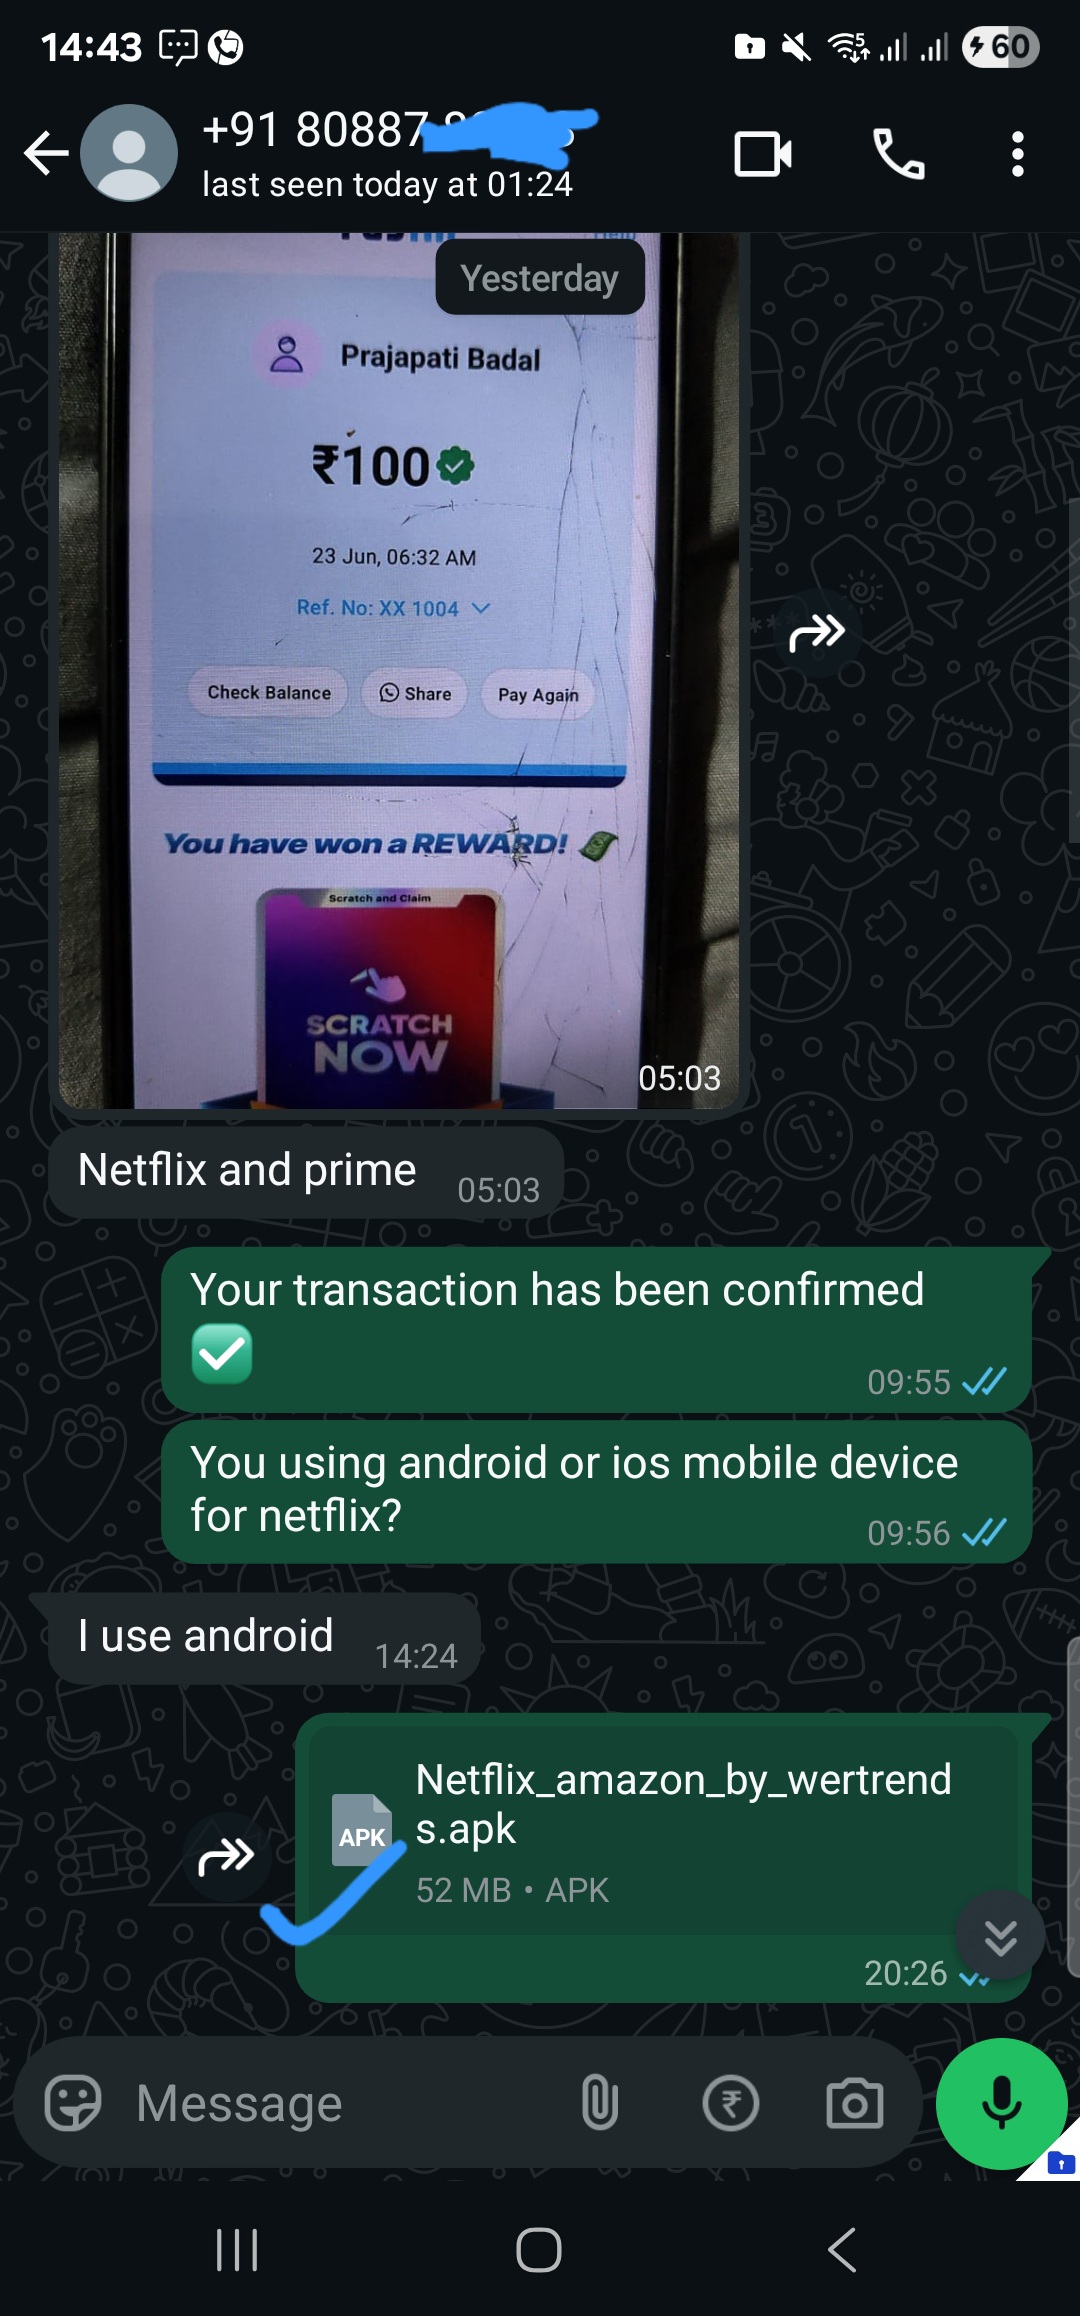 14:43
5
60
+91 80887
last seen today at 01:24
Help
Yesterday
Prajapati Badal
₹100
23 Jun, 06:32 AM
Ref. No: XX 1004
Check Balance
Share
Pay Again
You have won a REWARD!
Scratch and Claim
SCRATCH
NOW
05:03
Netflix and prime
05:03
Your transaction has been confirmed
✅
09:55
You using android or ios mobile device
for netflix?
09:56
I use android
14:24
APK
Netflix_amazon_by_wertrend
s.apk
52 MB • APK
20:26
Message